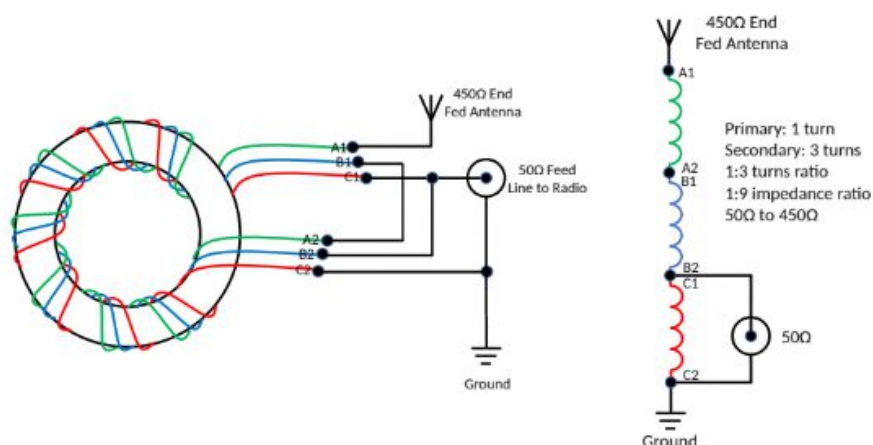 450Ω End
Fed Antenna
A1
B1
C1
50Ω Feed
Line to Radio
A2
B2
C2
Ground
450Ω End
Fed Antenna
A1
Primary: 1 turn
Secondary: 3 turns
1:3 turns ratio
1:9 impedance ratio
50Ω to 450Ω
A2
B1
B2
C1
50Ω
C2
Ground